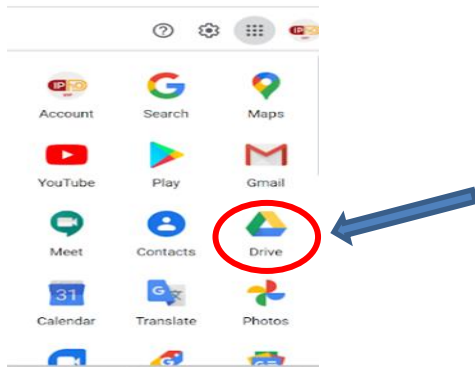 Account Search Maps
YouTube Play Gmail
Meet Contacts Drive
31
Calendar Translate Photos